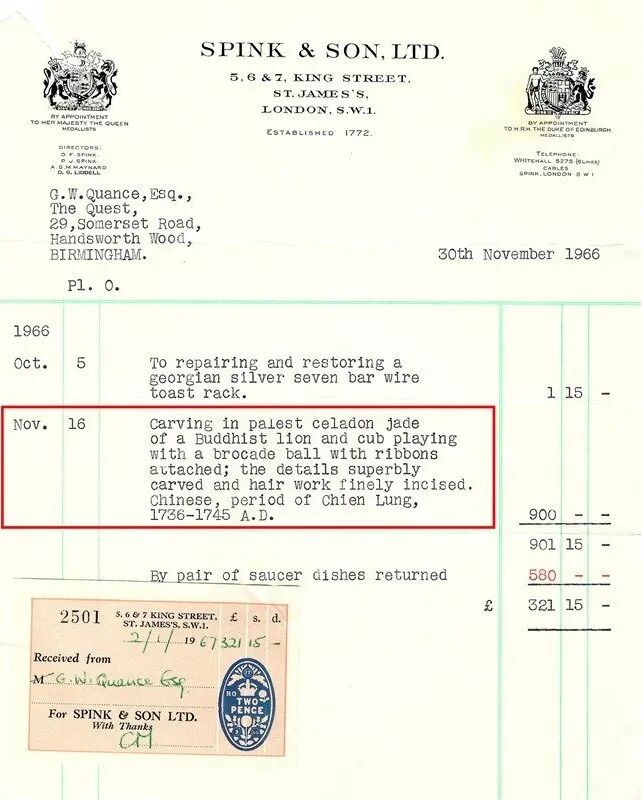 SPINK & SON, LTD.
5, 6 & 7, KING STREET,
ST. JAMES'S,
LONDON, S.W.1.
ESTABLISHED 1772.
BY APPOINTMENT
TO HER MAJESTY THE QUEEN
MEDALLISTS
BY APPOINTMENT
TO H.R.H. THE DUKE OF EDINBURGH
MEDALLISTS
DIRECTORS:
D. F. SPINK.
P. J. SPINK.
A. G. M MAYNARD
D. G. LIDDELL
TELEPHONE
WHITEHALL 5275 (5LINES)
CABLES
SPINK, LONDON S W 1
G.W.Quance,Esq.,
The Quest,
29,Somerset Road,
Handsworth Wood,
BIRMINGHAM.
30th November 1966
Pl. O.
1966
Oct. 5 To repairing and restoring a
georgian silver seven bar wire
toast rack. 1 15 -
Nov. 16 Carving in palest celadon jade
of a Buddhist lion and cub playing
with a brocade ball with ribbons
attached; the details superbly
carved and hair work finely incised.
Chinese, period of Chien Lung,
1736-1745 A.D. 900 - -
901 15 -
By pair of saucer dishes returned 580 - -
£ 321 15 -
2501 5, 6 & 7 KING STREET, £ s. d.
ST. JAMES'S. S.W.1.
2/1/ 1967 321 15 -
Received from
M r G. W. Quance Esq
For SPINK & SON LTD.
With Thanks
CM
TWO
PENCE